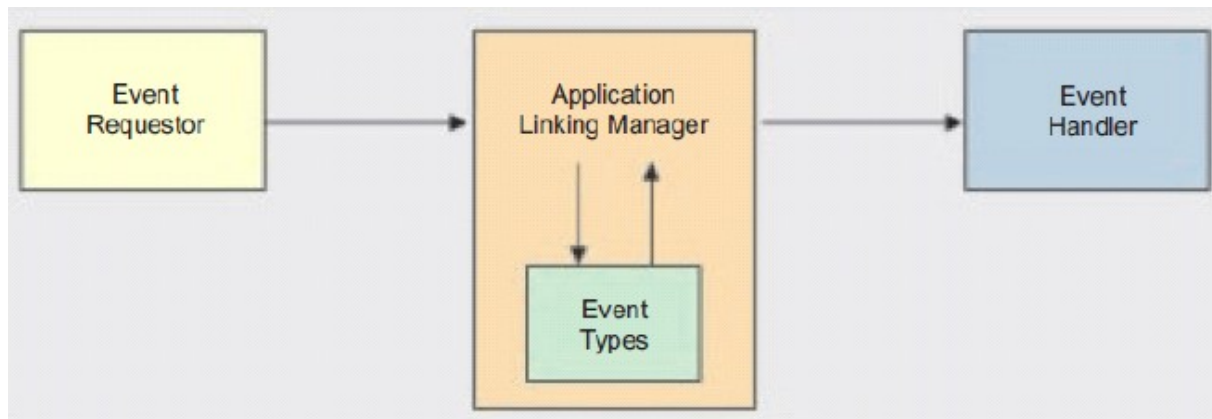 Event
Requestor
Application
Linking Manager
Event
Types
Event
Handler